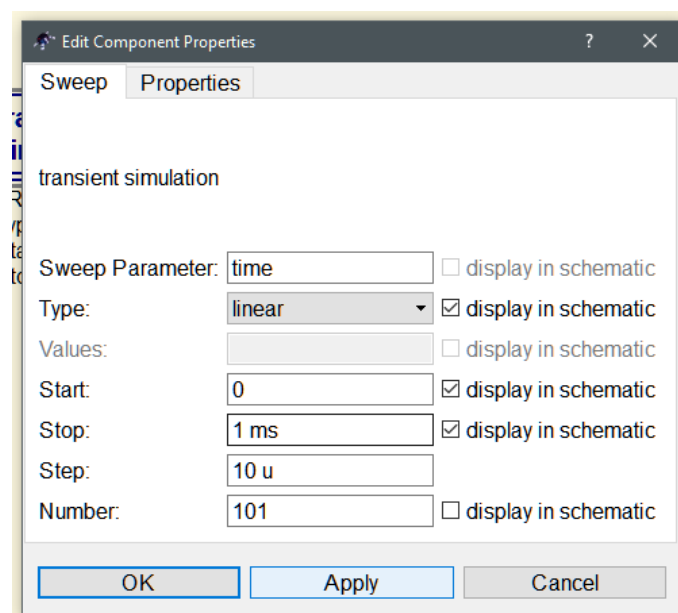 Edit Component Properties ? ×
Sweep Properties
transient simulation
Sweep Parameter: time display in schematic
Type: linear display in schematic
Values: display in schematic
Start: 0 display in schematic
Stop: 1 ms display in schematic
Step: 10 u
Number: 101 display in schematic
OK Apply Cancel